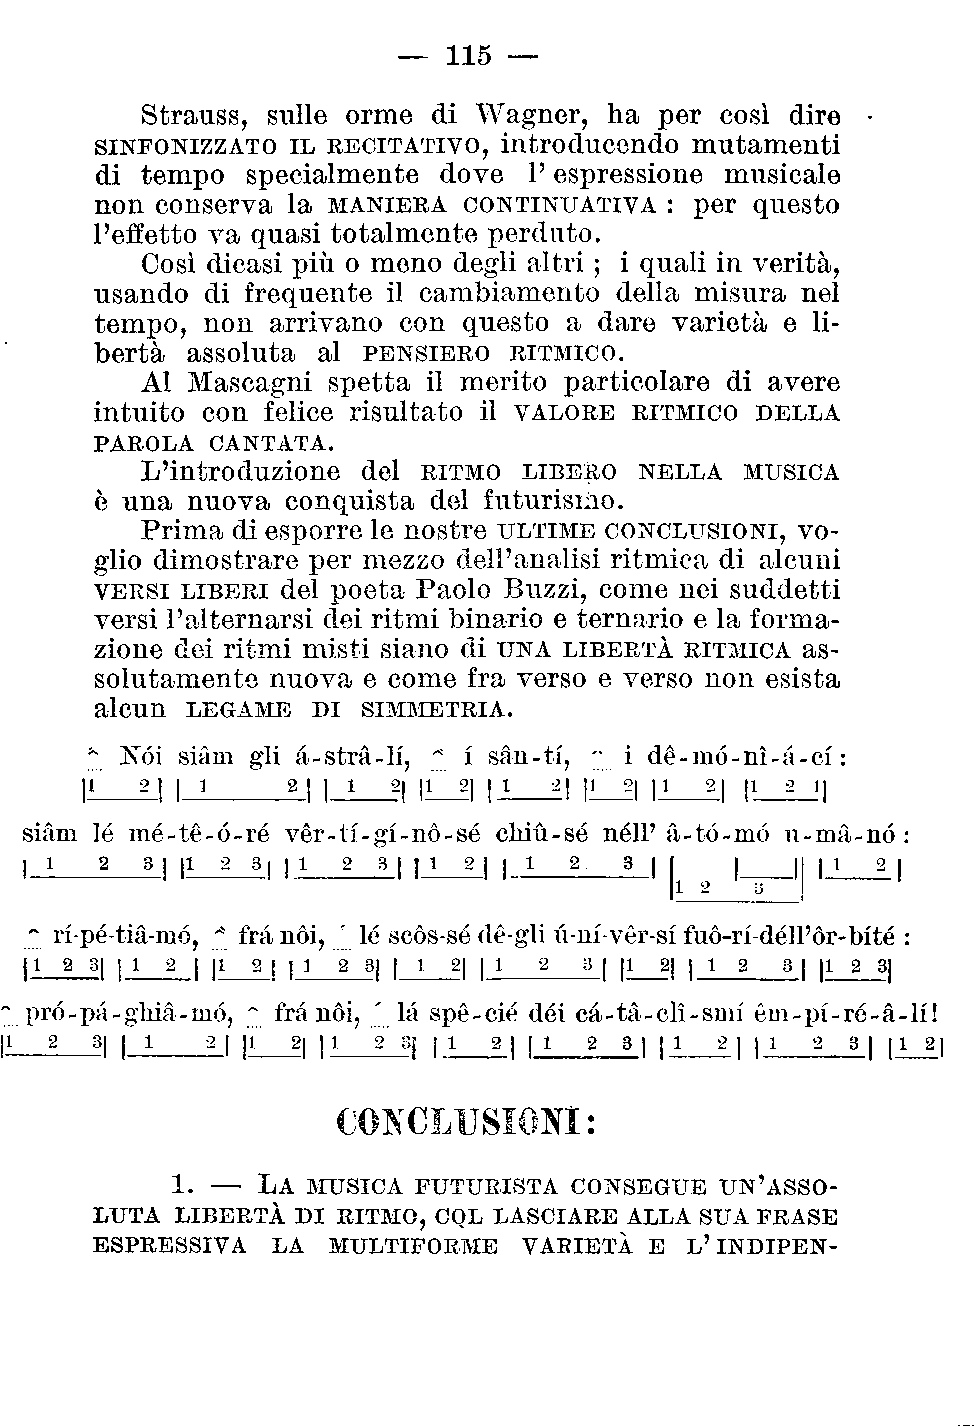 — 115 —
Strauss, sulle orme di Wagner, ha per così dire
SINFONIZZATO IL RECITATIVO, introducendo mutamenti
di tempo specialmente dove l' espressione musicale
non conserva la MANIERA CONTINUATIVA : per questo
l'effetto va quasi totalmente perduto.
Così dicasi più o meno degli altri ; i quali in verità,
usando di frequente il cambiamento della misura nel
tempo, non arrivano con questo a dare varietà e li-
bertà assoluta al PENSIERO RITMICO.
Al Mascagni spetta il merito particolare di avere
intuito con felice risultato il VALORE RITMICO DELLA
PAROLA CANTATA.
L'introduzione del RITMO LIBERO NELLA MUSICA
è una nuova conquista del futurismo.
Prima di esporre le nostre ULTIME CONCLUSIONI, vo-
glio dimostrare per mezzo dell'analisi ritmica di alcuni
VERSI LIBERI del poeta Paolo Buzzi, come nei suddetti
versi l'alternarsi dei ritmi binario e ternario e la forma-
zione dei ritmi misti siano di UNA LIBERTÀ RITMICA as-
solutamente nuova e come fra verso e verso non esista
alcun LEGAME DI SIMMETRIA.
Nói siâm gli á-strâ-lí, í sân-tí, i dê-mó-nî-á-cí :
|1 2| |1 2| |1 2| |1 2| |1 2| |1 2| |1 2| |1 2 1|
siâm lé mé-tê-ó-ré vêr-tí-gí-nô-sé chiû-sé néll' â-tó-mó u-mâ-nó :
|1 2 3| |1 2 3| |1 2 3| |1 2| |1 2 3| | | | |1 2|
|1 2 3|
rí-pé-tiâ-mó, frá nôi, lé scôs-sé dê-gli ú-ní-vêr-sí fuô-rí-déll'ôr-bíté :
|1 2 3| |1 2| |1 2| |1 2 3| |1 2| |1 2 3| |1 2| |1 2 3| |1 2 3|
pró-pá-ghiâ-mó, frá nôi, lá spê-cié déi cá-tâ-clî-smí êm-pí-ré-â-lí!
|1 2 3| |1 2| |1 2| |1 2 3| |1 2| |1 2 3| |1 2| |1 2 3| |1 2|
CONCLUSIONI:
1. — LA MUSICA FUTURISTA CONSEGUE UN'ASSO-
LUTA LIBERTÀ DI RITMO, COL LASCIARE ALLA SUA FRASE
ESPRESSIVA LA MULTIFORME VARIETÀ E L' INDIPEN-